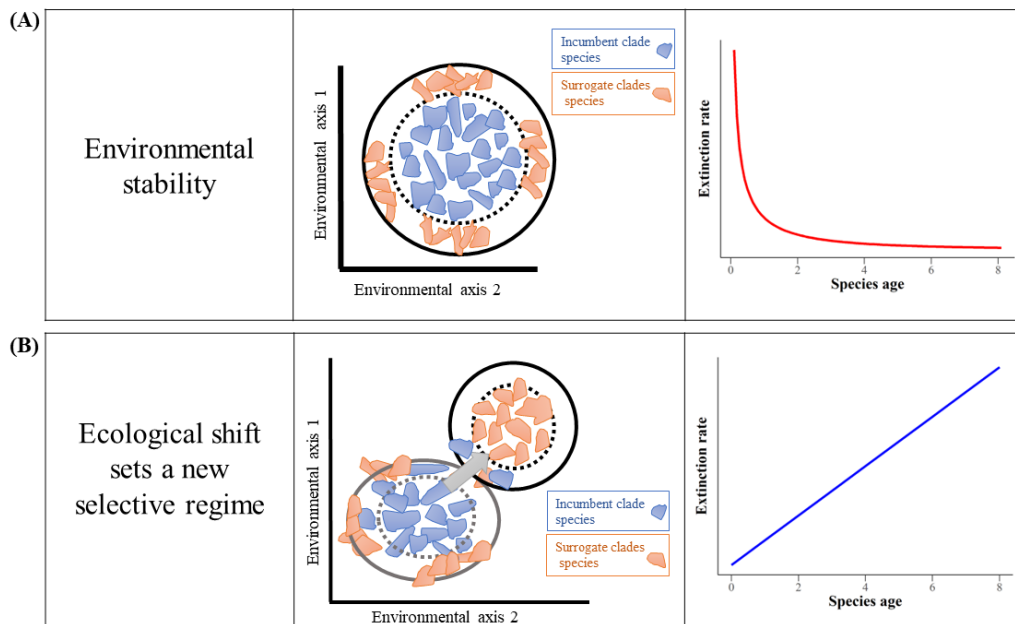 (A)
Environmental
stability
Environmental axis 1
Environmental axis 2
Incumbent clade
species
Surrogate clades
species
Extinction rate
0 2 4 6 8
Species age
(B)
Ecological shift
sets a new
selective regime
Environmental axis 1
Environmental axis 2
Incumbent clade
species
Surrogate clades
species
Extinction rate
0 2 4 6 8
Species age